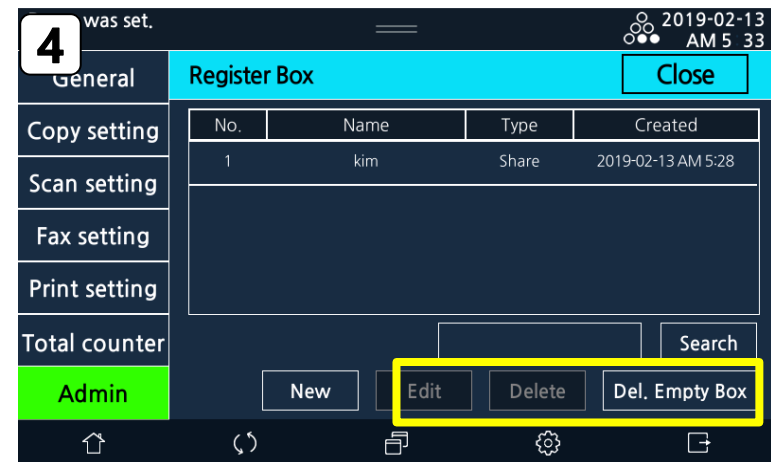 was set.
2019-02-13
AM 5 33
4
General
Register Box
Close
Copy setting
Scan setting
Fax setting
Print setting
Total counter
Admin
No. Name Type Created
1 kim Share 2019-02-13 AM 5:28
Search
New Edit Delete Del. Empty Box